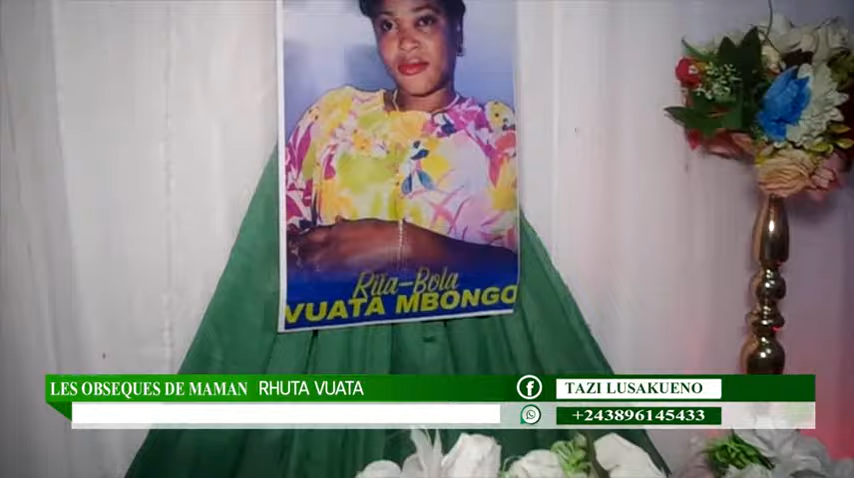 Rita-Bola
VUATA MBONGO
LES OBSEQUES DE MAMAN RHUTA VUATA
TAZI LUSAKUENO
+243896145433